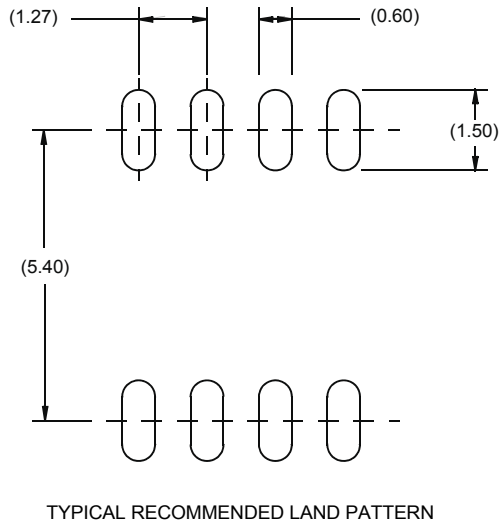 (1.27)
(0.60)
(1.50)
(5.40)
TYPICAL RECOMMENDED LAND PATTERN